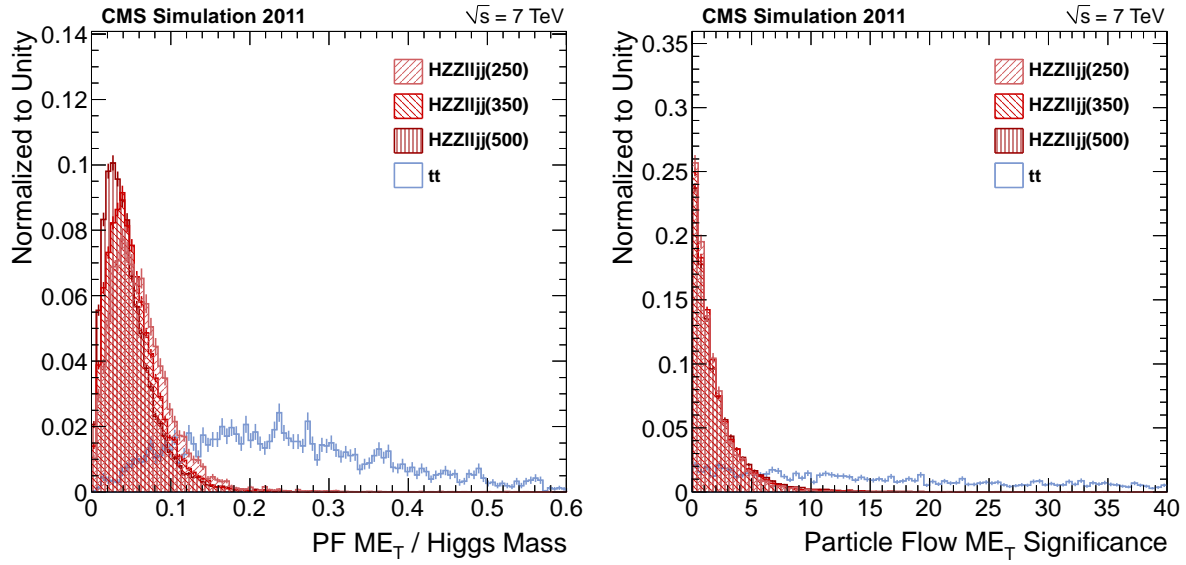 CMS Simulation 2011 √s = 7 TeV
Normalized to Unity
0.14
0.12
0.1
0.08
0.06
0.04
0.02
0
HZZlljj(250)
HZZlljj(350)
HZZlljj(500)
tt
0 0.1 0.2 0.3 0.4 0.5 0.6
PF ME_T / Higgs Mass
CMS Simulation 2011 √s = 7 TeV
Normalized to Unity
0.35
0.3
0.25
0.2
0.15
0.1
0.05
0
HZZlljj(250)
HZZlljj(350)
HZZlljj(500)
tt
0 5 10 15 20 25 30 35 40
Particle Flow ME_T Significance